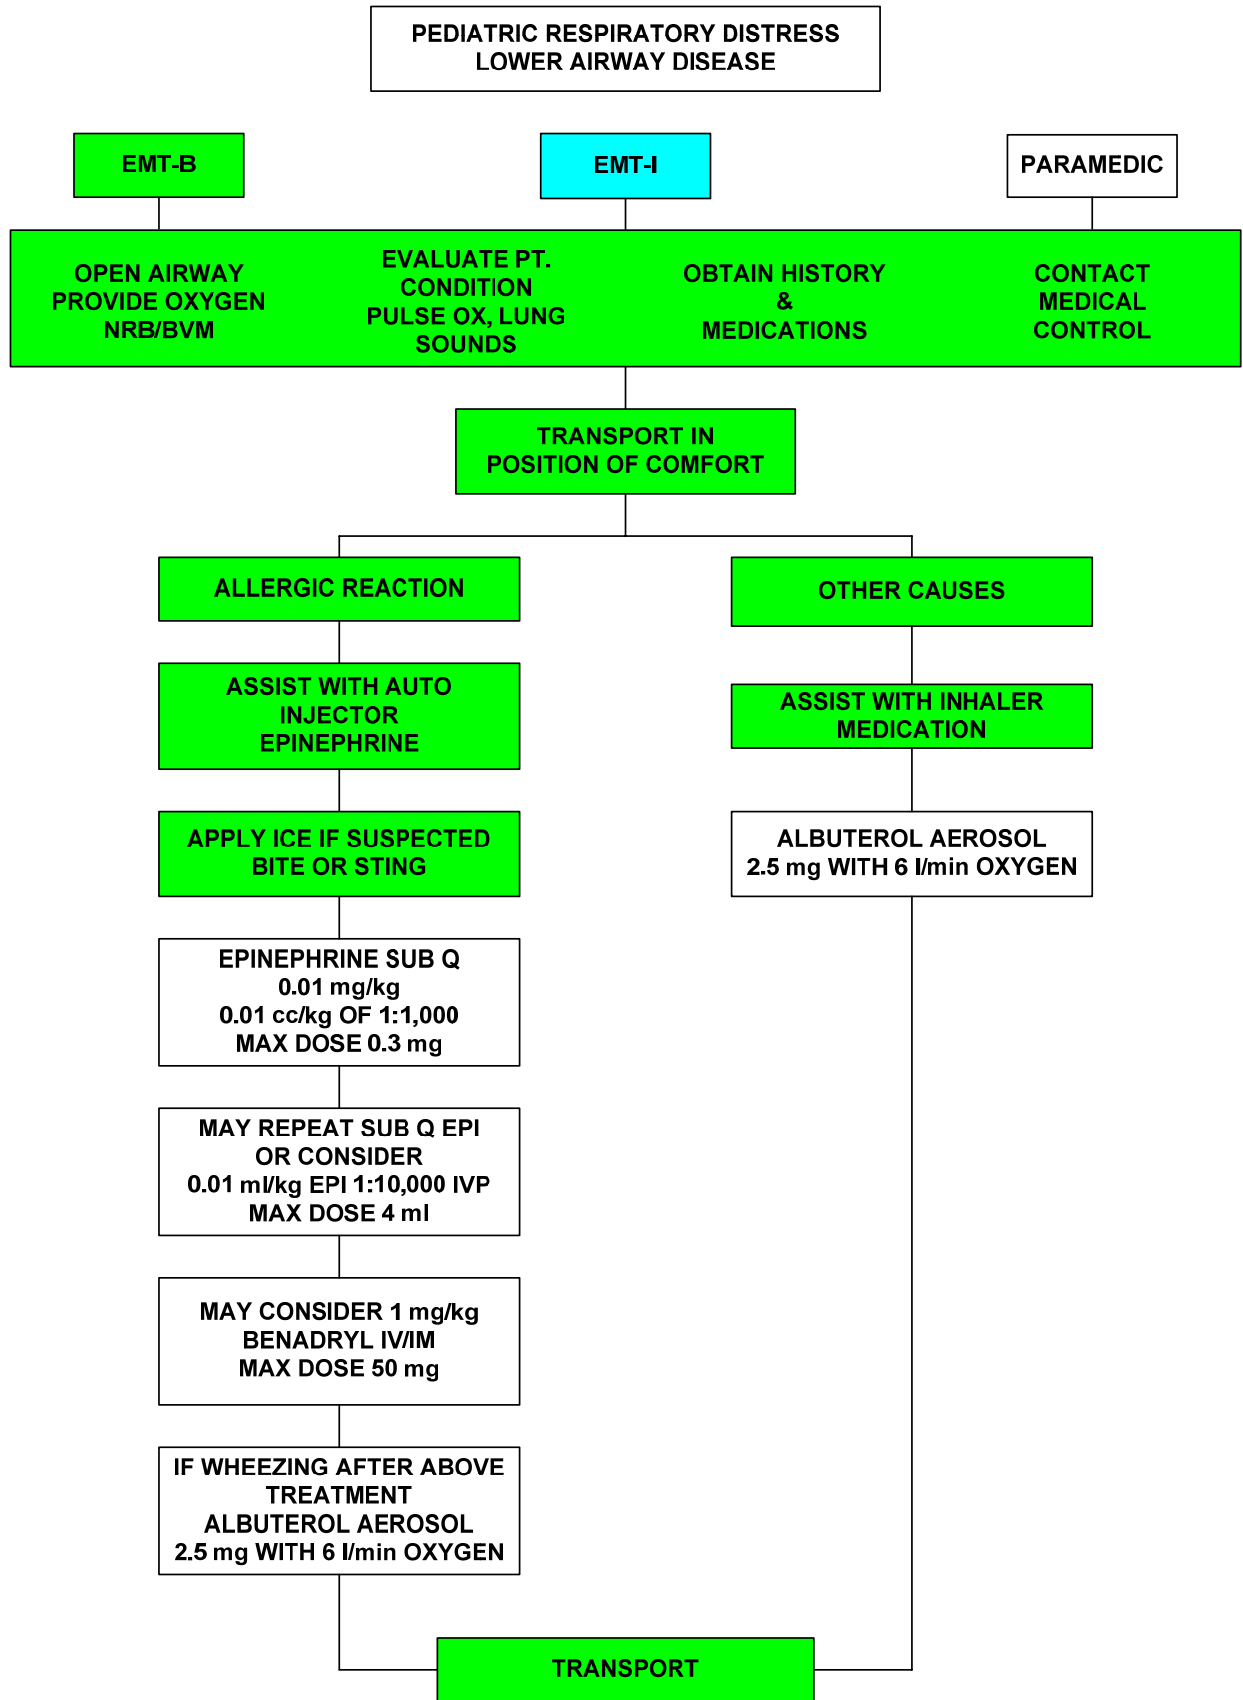 PEDIATRIC RESPIRATORY DISTRESS
LOWER AIRWAY DISEASE
EMT-B
EMT-I
PARAMEDIC
OPEN AIRWAY
PROVIDE OXYGEN
NRB/BVM
EVALUATE PT.
CONDITION
PULSE OX, LUNG
SOUNDS
OBTAIN HISTORY
&
MEDICATIONS
CONTACT
MEDICAL
CONTROL
TRANSPORT IN
POSITION OF COMFORT
ALLERGIC REACTION
ASSIST WITH AUTO
INJECTOR
EPINEPHRINE
APPLY ICE IF SUSPECTED
BITE OR STING
EPINEPHRINE SUB Q
0.01 mg/kg
0.01 cc/kg OF 1:1,000
MAX DOSE 0.3 mg
MAY REPEAT SUB Q EPI
OR CONSIDER
0.01 ml/kg EPI 1:10,000 IVP
MAX DOSE 4 ml
MAY CONSIDER 1 mg/kg
BENADRYL IV/IM
MAX DOSE 50 mg
IF WHEEZING AFTER ABOVE
TREATMENT
ALBUTEROL AEROSOL
2.5 mg WITH 6 l/min OXYGEN
OTHER CAUSES
ASSIST WITH INHALER
MEDICATION
ALBUTEROL AEROSOL
2.5 mg WITH 6 l/min OXYGEN
TRANSPORT